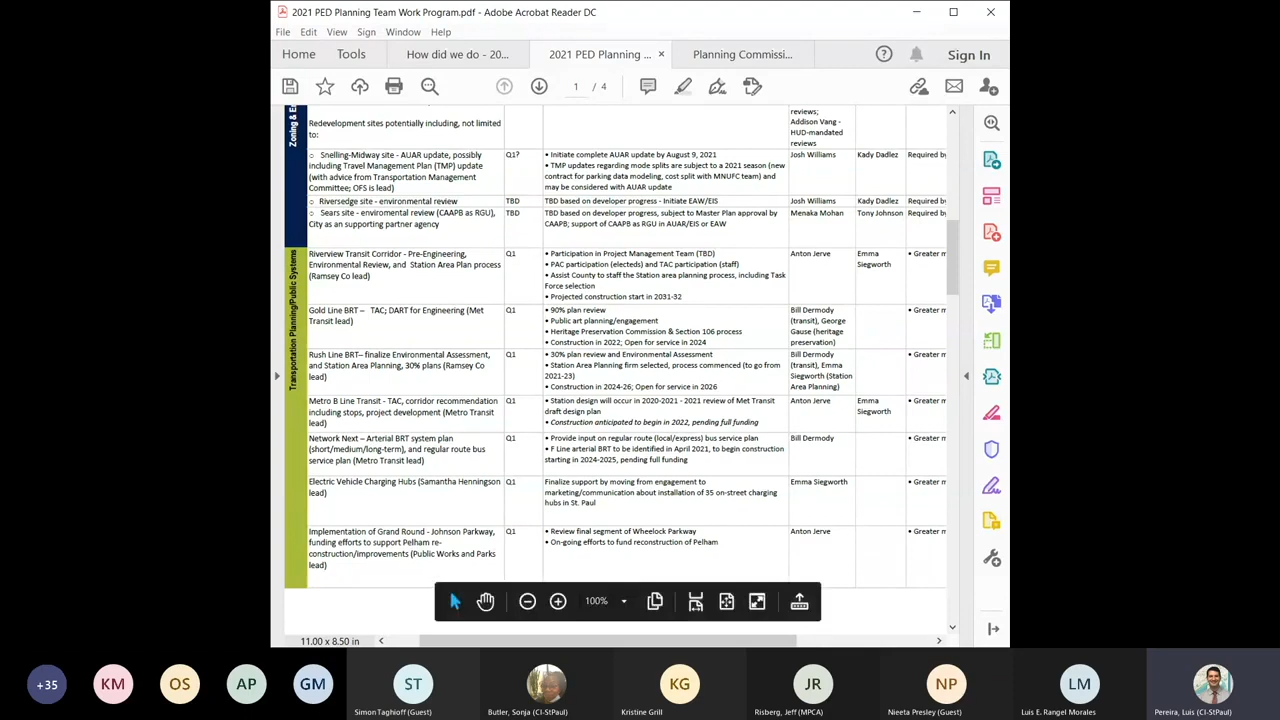 2021 PED Planning Team Work Program.pdf - Adobe Acrobat Reader DC
File Edit View Sign Window Help
Home Tools How did we do - 20... 2021 PED Planning ... × Planning Commissi... Sign In
1 / 4
Zoning & E
Redevelopment sites potentially including, not limited
to:
reviews;
Addison Vang -
HUD-mandated
reviews
○ Snelling-Midway site - AUAR update, possibly
including Travel Management Plan (TMP) update
(with advice from Transportation Management
Committee; OFS is lead)
Q1?
• Initiate complete AUAR update by August 9, 2021
• TMP updates regarding mode splits are subject to a 2021 season (new
contract for parking data modeling, cost split with MNUFC team) and
may be considered with AUAR update
Josh Williams
Kady Dadlez
Required by
○ Riversedge site - environmental review
TBD
TBD based on developer progress - Initiate EAW/EIS
Josh Williams
Kady Dadlez
Required by
○ Sears site - enviromental review (CAAPB as RGU),
City as an supporting partner agency
TBD
TBD based on developer progress, subject to Master Plan approval by
CAAPB; support of CAAPB as RGU in AUAR/EIS or EAW
Menaka Mohan
Tony Johnson
Required by
Transportation Planning/Public Systems
Riverview Transit Corridor - Pre-Engineering,
Environmental Review, and Station Area Plan process
(Ramsey Co lead)
Q1
• Participation in Project Management Team (TBD)
• PAC participation (electeds) and TAC participation (staff)
• Assist County to staff the Station area planning process, including Task
Force selection
• Projected construction start in 2031-32
Anton Jerve
Emma
Siegworth
• Greater m
Gold Line BRT – TAC; DART for Engineering (Met
Transit lead)
Q1
• 90% plan review
• Public art planning/engagement
• Heritage Preservation Commission & Section 106 process
• Construction in 2022; Open for service in 2024
Bill Dermody
(transit), George
Gause (heritage
preservation)
• Greater m
Rush Line BRT– finalize Environmental Assessment,
and Station Area Planning, 30% plans (Ramsey Co
lead)
Q1
• 30% plan review and Environmental Assessment
• Station Area Planning firm selected, process commenced (to go from
2021-23)
• Construction in 2024-26; Open for service in 2026
Bill Dermody
(transit), Emma
Siegworth (Station
Area Planning)
• Greater m
Metro B Line Transit - TAC, corridor recommendation
including stops, project development (Metro Transit
lead)
Q1
• Station design will occur in 2020-2021 - 2021 review of Met Transit
draft design plan
• Construction anticipated to begin in 2022, pending full funding
Anton Jerve
Emma
Siegworth
• Greater m
Network Next – Arterial BRT system plan
(short/medium/long-term), and regular route bus
service plan (Metro Transit lead)
Q1
• Provide input on regular route (local/express) bus service plan
• F Line arterial BRT to be identified in April 2021, to begin construction
starting in 2024-2025, pending full funding
Bill Dermody
• Greater m
Electric Vehicle Charging Hubs (Samantha Henningson
lead)
Q1
Finalize support by moving from engagement to
marketing/communication about installation of 35 on-street charging
hubs in St. Paul
Emma Siegworth
• Greater m
Implementation of Grand Round - Johnson Parkway,
funding efforts to support Pelham re-
construction/improvements (Public Works and Parks
lead)
Q1
• Review final segment of Wheelock Parkway
• On-going efforts to fund reconstruction of Pelham
Anton Jerve
• Greater m
100%
11.00 x 8.50 in
+35 KM OS AP GM ST KG JR NP LM
Simon Taghioff (Guest) Butler, Sonja (CI-StPaul) Kristine Grill Risberg, Jeff (MPCA) Nieeta Presley (Guest) Luis E. Rangel Morales Pereira, Luis (CI-StPaul)